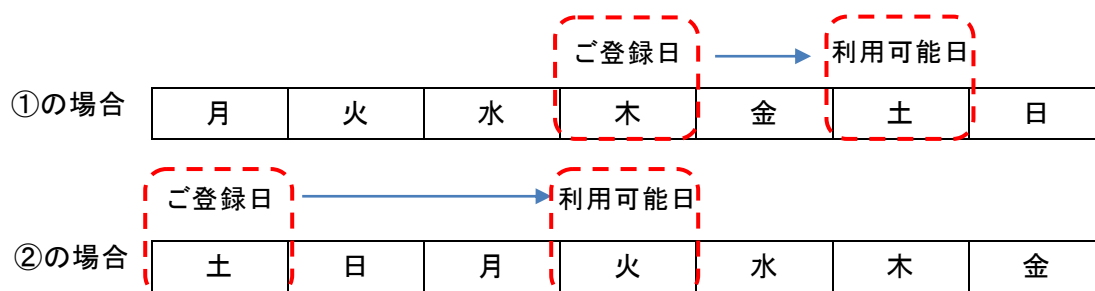 ご登録日 利用可能日
①の場合 月 火 水 木 金 土 日
ご登録日 利用可能日
②の場合 土 日 月 火 水 木 金